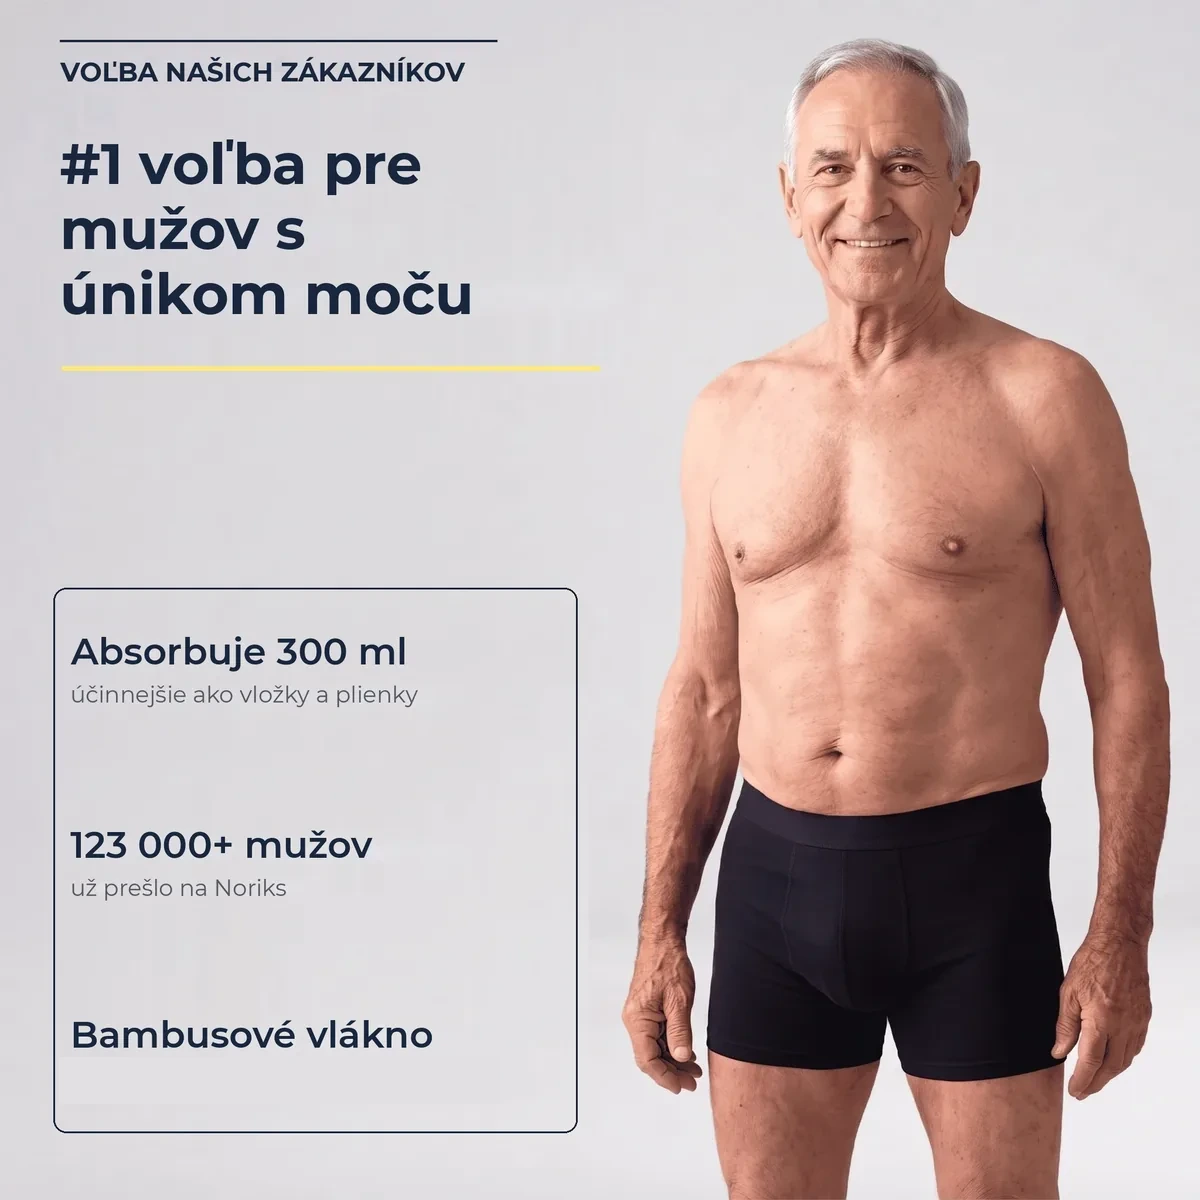 VOĽBA NAŠICH ZÁKAZNÍKOV
#1 voľba pre
mužov s
únikom moču
Absorbuje 300 ml
účinnejšie ako vložky a plienky
123 000+ mužov
už prešlo na Noriks
Bambusové vlákno